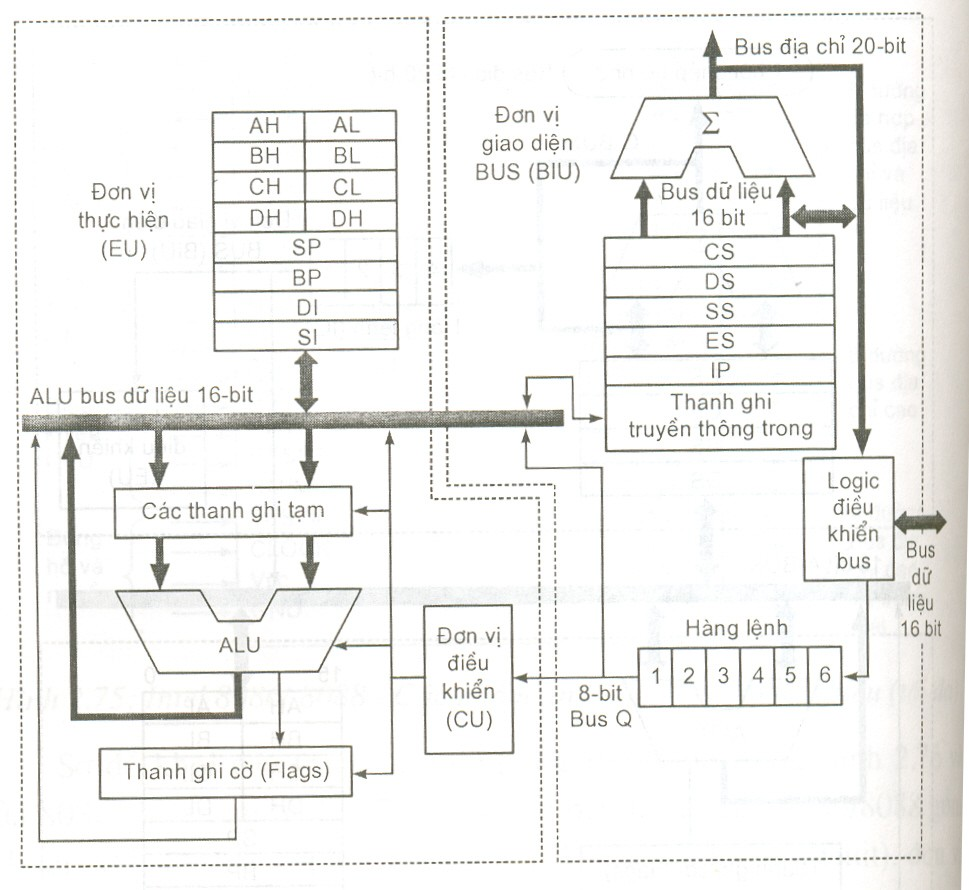 Bus địa chỉ 20-bit
Đơn vị
giao diện
BUS (BIU)
Σ
Bus dữ liệu
16 bit
CS
DS
SS
ES
IP
Thanh ghi
truyền thông trong
Đơn vị
thực hiện
(EU)
AH AL
BH BL
CH CL
DH DH
SP
BP
DI
SI
ALU bus dữ liệu 16-bit
Các thanh ghi tạm
ALU
Thanh ghi cờ (Flags)
Đơn vị
điều
khiển
(CU)
8-bit
Bus Q
Hàng lệnh
1 2 3 4 5 6
Logic
điều
khiển
bus
Bus
dữ
liệu
16 bit